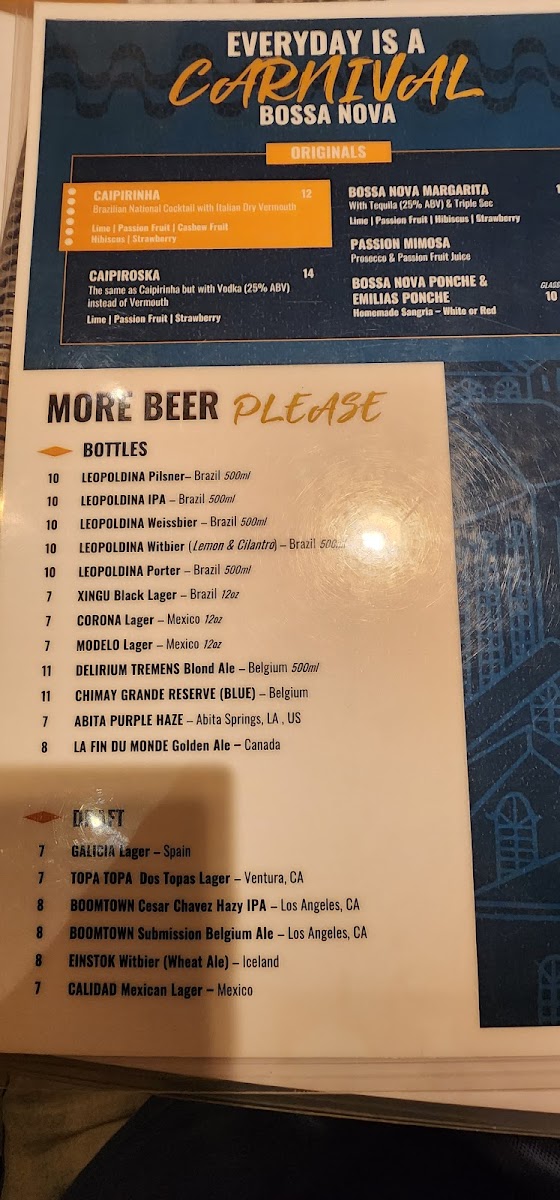 EVERYDAY IS A
CARNIVAL
BOSSA NOVA
ORIGINALS
CAIPIRINHA 12
Brazilian National Cocktail with Italian Dry Vermouth
Lime | Passion Fruit | Cashew Fruit
Hibiscus | Strawberry
CAIPIROSKA 14
The same as Caipirinha but with Vodka (25% ABV)
instead of Vermouth
Lime | Passion Fruit | Strawberry
BOSSA NOVA MARGARITA
With Tequila (25% ABV) & Triple Sec
Lime | Passion Fruit | Hibiscus | Strawberry
PASSION MIMOSA
Prosecco & Passion Fruit Juice
BOSSA NOVA PONCHE & GLASS
EMILIAS PONCHE 10
Homemade Sangria – White or Red
MORE BEER PLEASE
BOTTLES
10 LEOPOLDINA Pilsner– Brazil 500ml
10 LEOPOLDINA IPA – Brazil 500ml
10 LEOPOLDINA Weissbier – Brazil 500ml
10 LEOPOLDINA Witbier (Lemon & Cilantro) – Brazil 500ml
10 LEOPOLDINA Porter – Brazil 500ml
7 XINGU Black Lager – Brazil 12oz
7 CORONA Lager – Mexico 12oz
7 MODELO Lager – Mexico 12oz
11 DELIRIUM TREMENS Blond Ale – Belgium 500ml
11 CHIMAY GRANDE RESERVE (BLUE) – Belgium
7 ABITA PURPLE HAZE – Abita Springs, LA , US
8 LA FIN DU MONDE Golden Ale – Canada
DRAFT
7 GALICIA Lager – Spain
7 TOPA TOPA Dos Topas Lager – Ventura, CA
8 BOOMTOWN Cesar Chavez Hazy IPA – Los Angeles, CA
8 BOOMTOWN Submission Belgium Ale – Los Angeles, CA
8 EINSTOK Witbier (Wheat Ale) – Iceland
7 CALIDAD Mexican Lager – Mexico